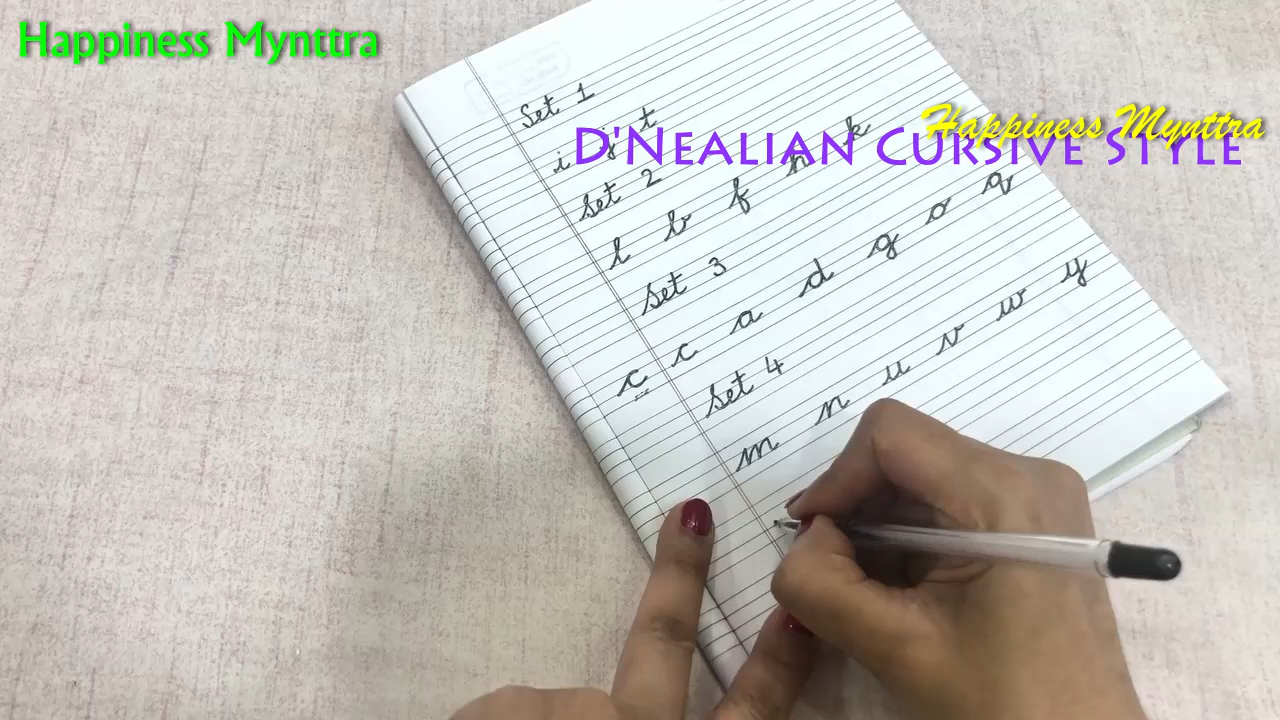 Happiness Mynttra
Happiness Mynttra
D'Nealian Cursive Style
Set 1
i j t
Set 2
l b f h k
Set 3
c c a d g o q
Set 4
m n u v w y